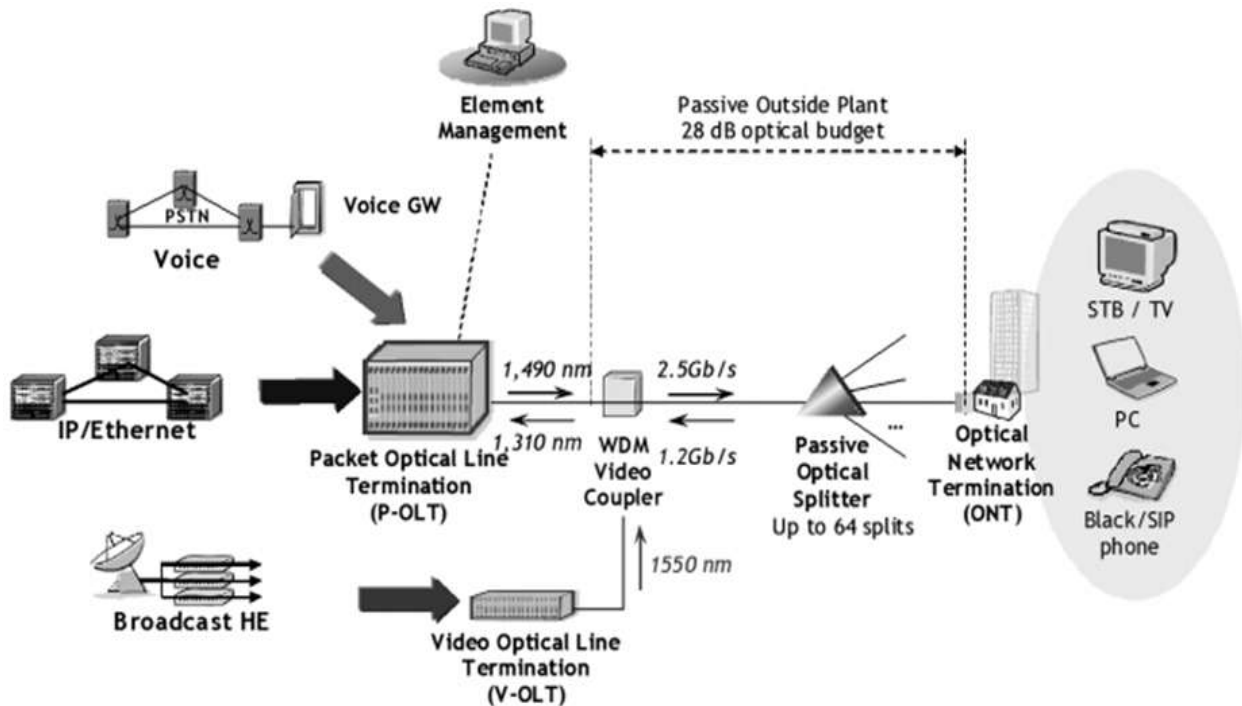 Element
Management
Passive Outside Plant
28 dB optical budget
PSTN
Voice GW
Voice
STB / TV
1,490 nm
2.5Gb/s
PC
IP/Ethernet
1,310 nm
1.2Gb/s
Packet Optical Line
Termination
(P-OLT)
WDM
Video
Coupler
Passive
Optical
Splitter
Up to 64 splits
...
Optical
Network
Termination
(ONT)
Black/SIP
phone
1550 nm
Broadcast HE
Video Optical Line
Termination
(V-OLT)